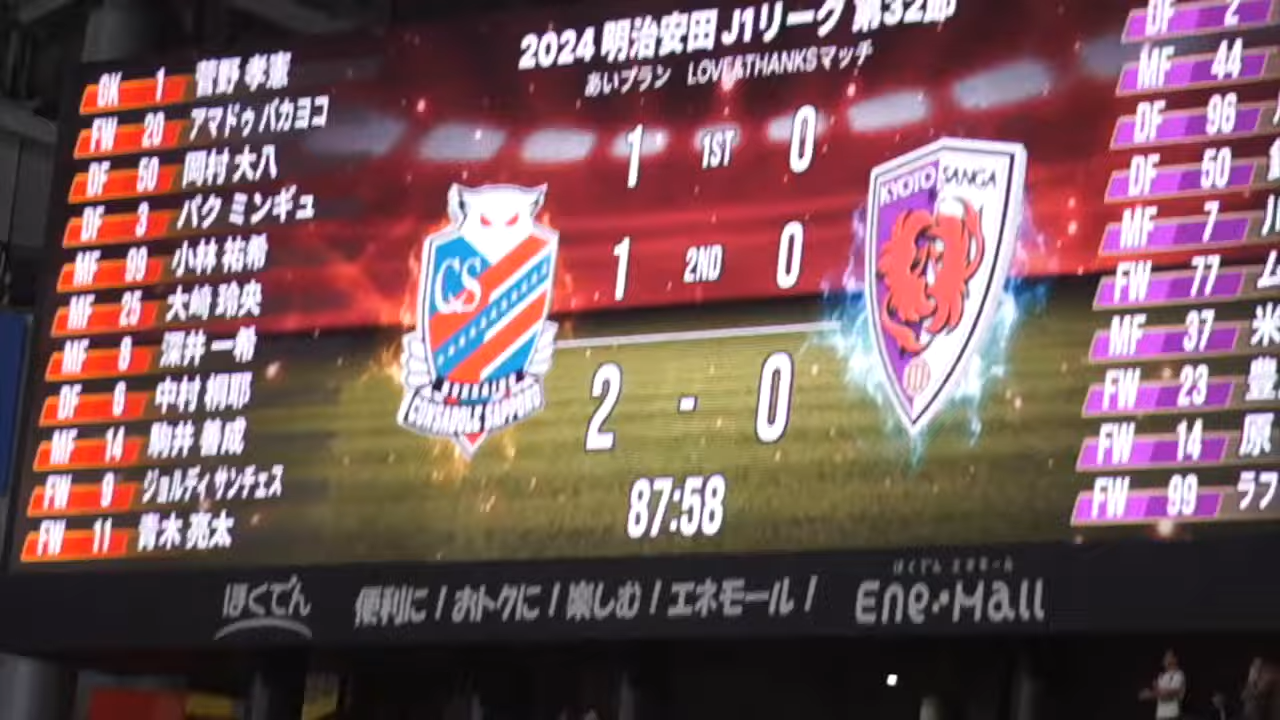 2024 明治安田 J1リーグ 第32節
あいプラン LOVE&THANKSマッチ
GK 1 菅野 孝憲
FW 20 アマドゥ バカヨコ
DF 50 岡村 大八
DF 3 パク ミンギュ
MF 99 小林 祐希
MF 25 大﨑 玲央
MF 8 深井 一希
DF 6 中村 桐耶
MF 14 駒井 善成
FW 9 ジョルディ サンチェス
FW 11 青木 亮太
1 1ST 0
1 2ND 0
2 - 0
87:58
CS
CONSADOLE SAPPORO
KYOTO SANGA
DF 2
MF 44
DF 96
DF 50
MF 7
FW 77 ム
MF 37 米
FW 23 豊
FW 14 原
FW 99 ラフ
ほくでん
便利に！おトクに！楽しむ！エネモール！
ほくでん エネモール
Ene・Mall